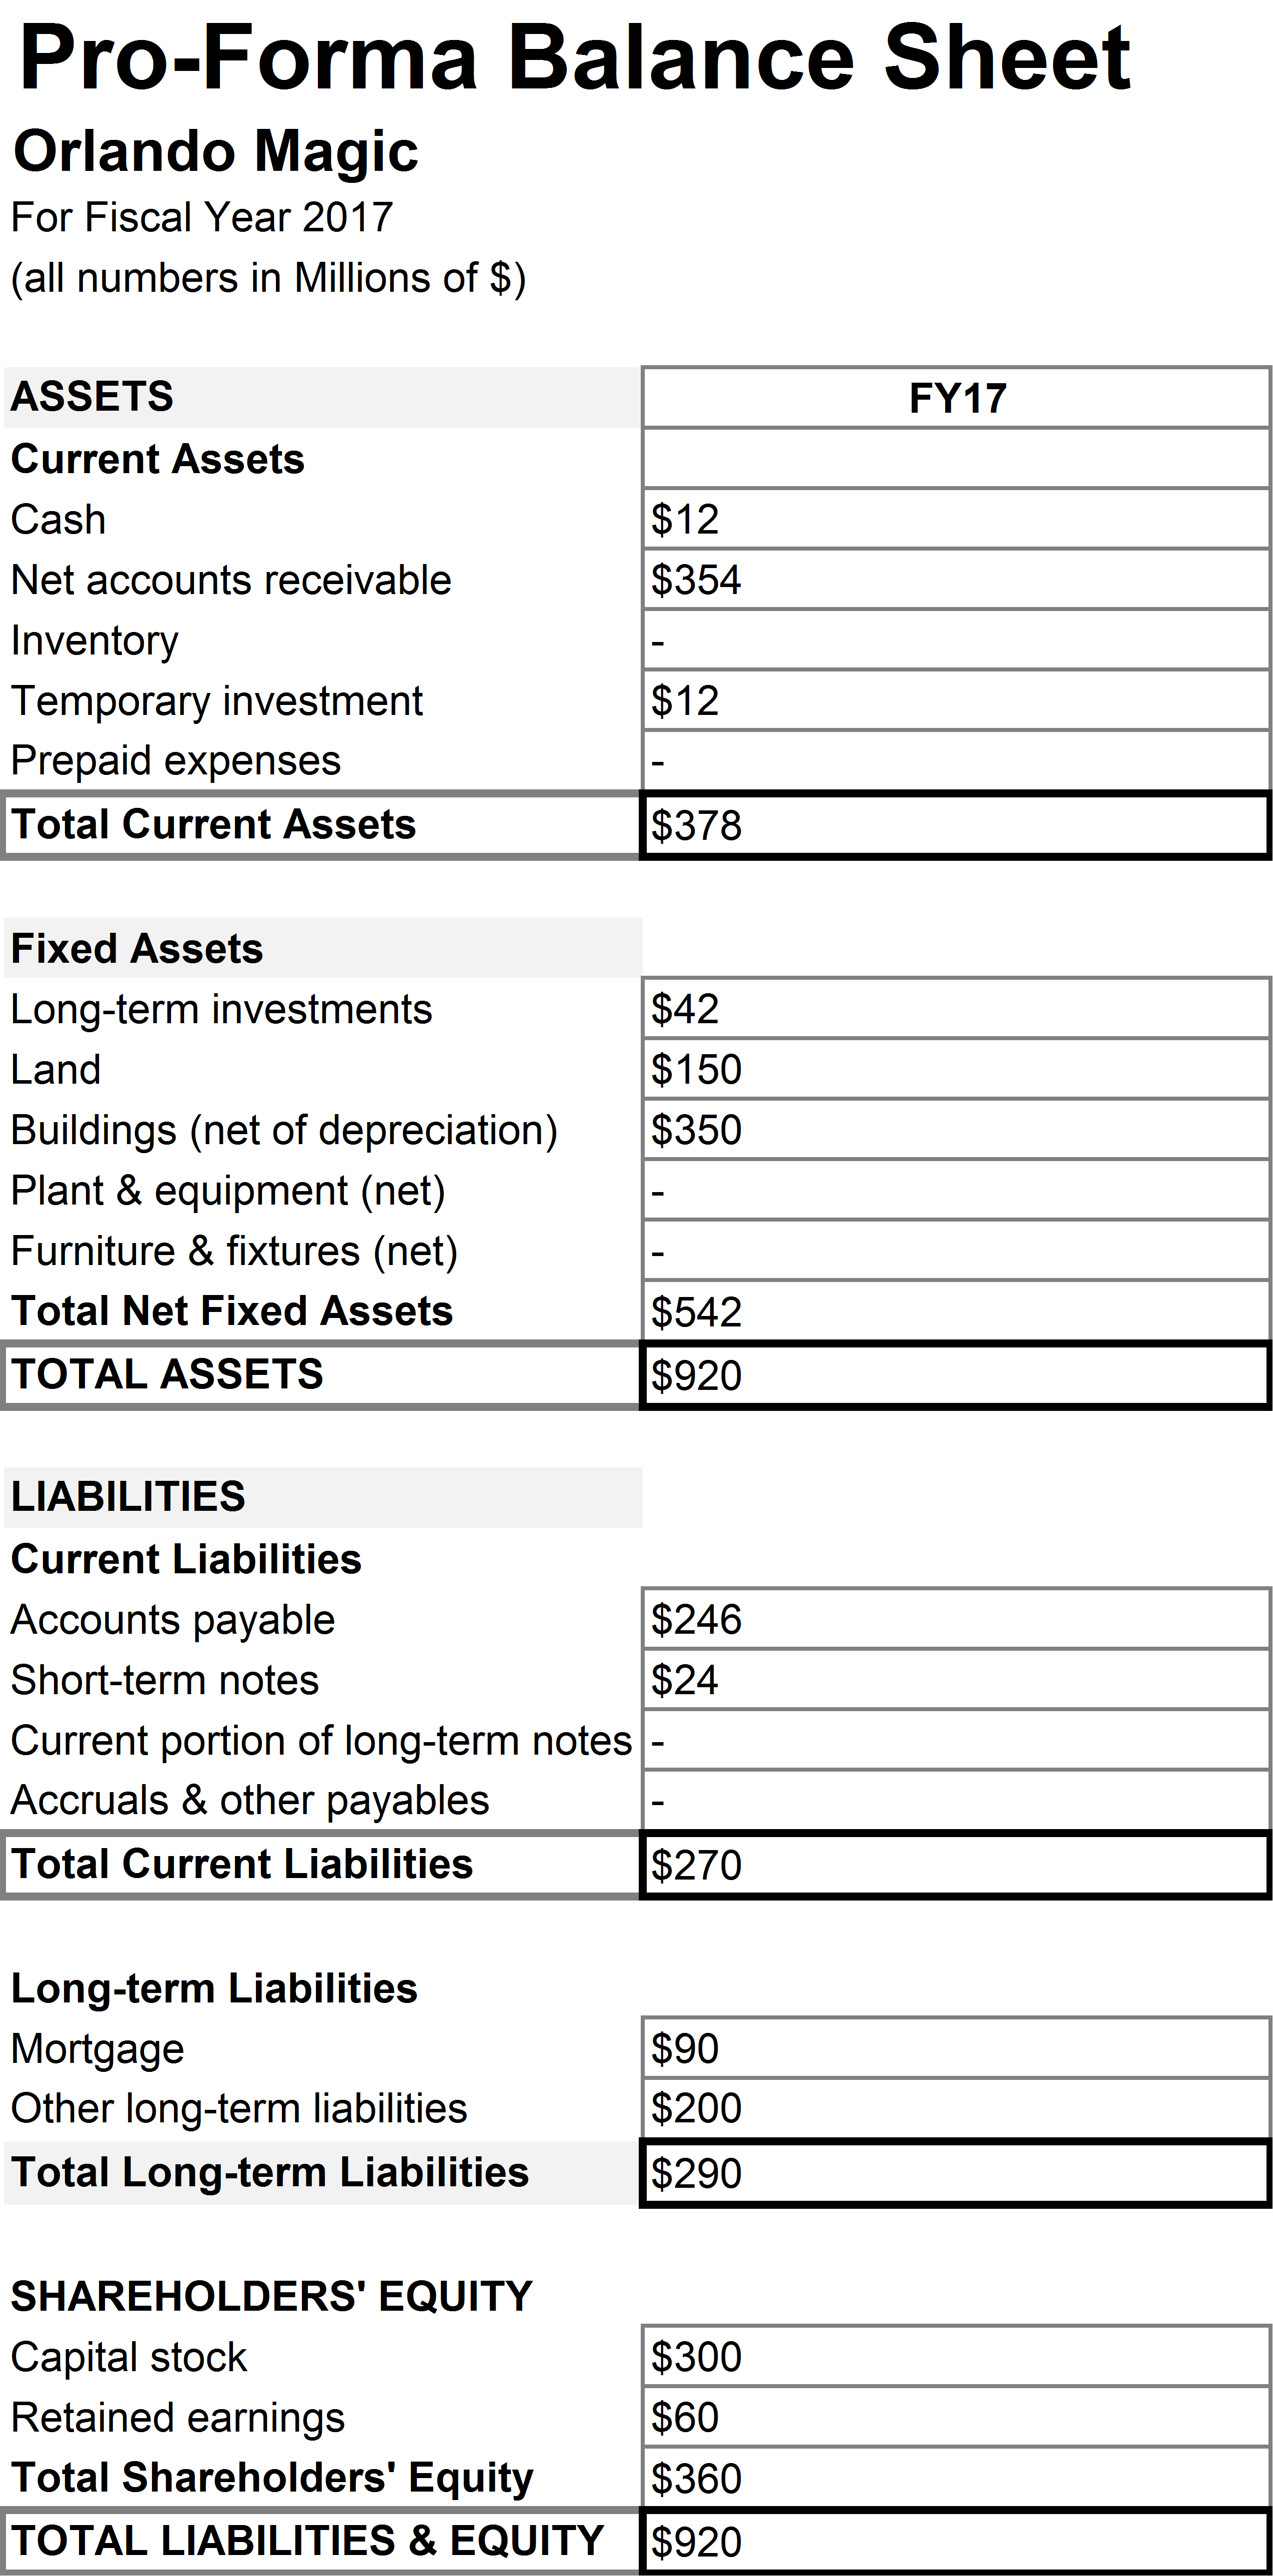 Pro-Forma Balance Sheet
Orlando Magic
For Fiscal Year 2017
(all numbers in Millions of $)
ASSETS FY17
Current Assets
Cash $12
Net accounts receivable $354
Inventory -
Temporary investment $12
Prepaid expenses -
Total Current Assets $378
Fixed Assets
Long-term investments $42
Land $150
Buildings (net of depreciation) $350
Plant & equipment (net) -
Furniture & fixtures (net) -
Total Net Fixed Assets $542
TOTAL ASSETS $920
LIABILITIES
Current Liabilities
Accounts payable $246
Short-term notes $24
Current portion of long-term notes -
Accruals & other payables -
Total Current Liabilities $270
Long-term Liabilities
Mortgage $90
Other long-term liabilities $200
Total Long-term Liabilities $290
SHAREHOLDERS' EQUITY
Capital stock $300
Retained earnings $60
Total Shareholders' Equity $360
TOTAL LIABILITIES & EQUITY $920